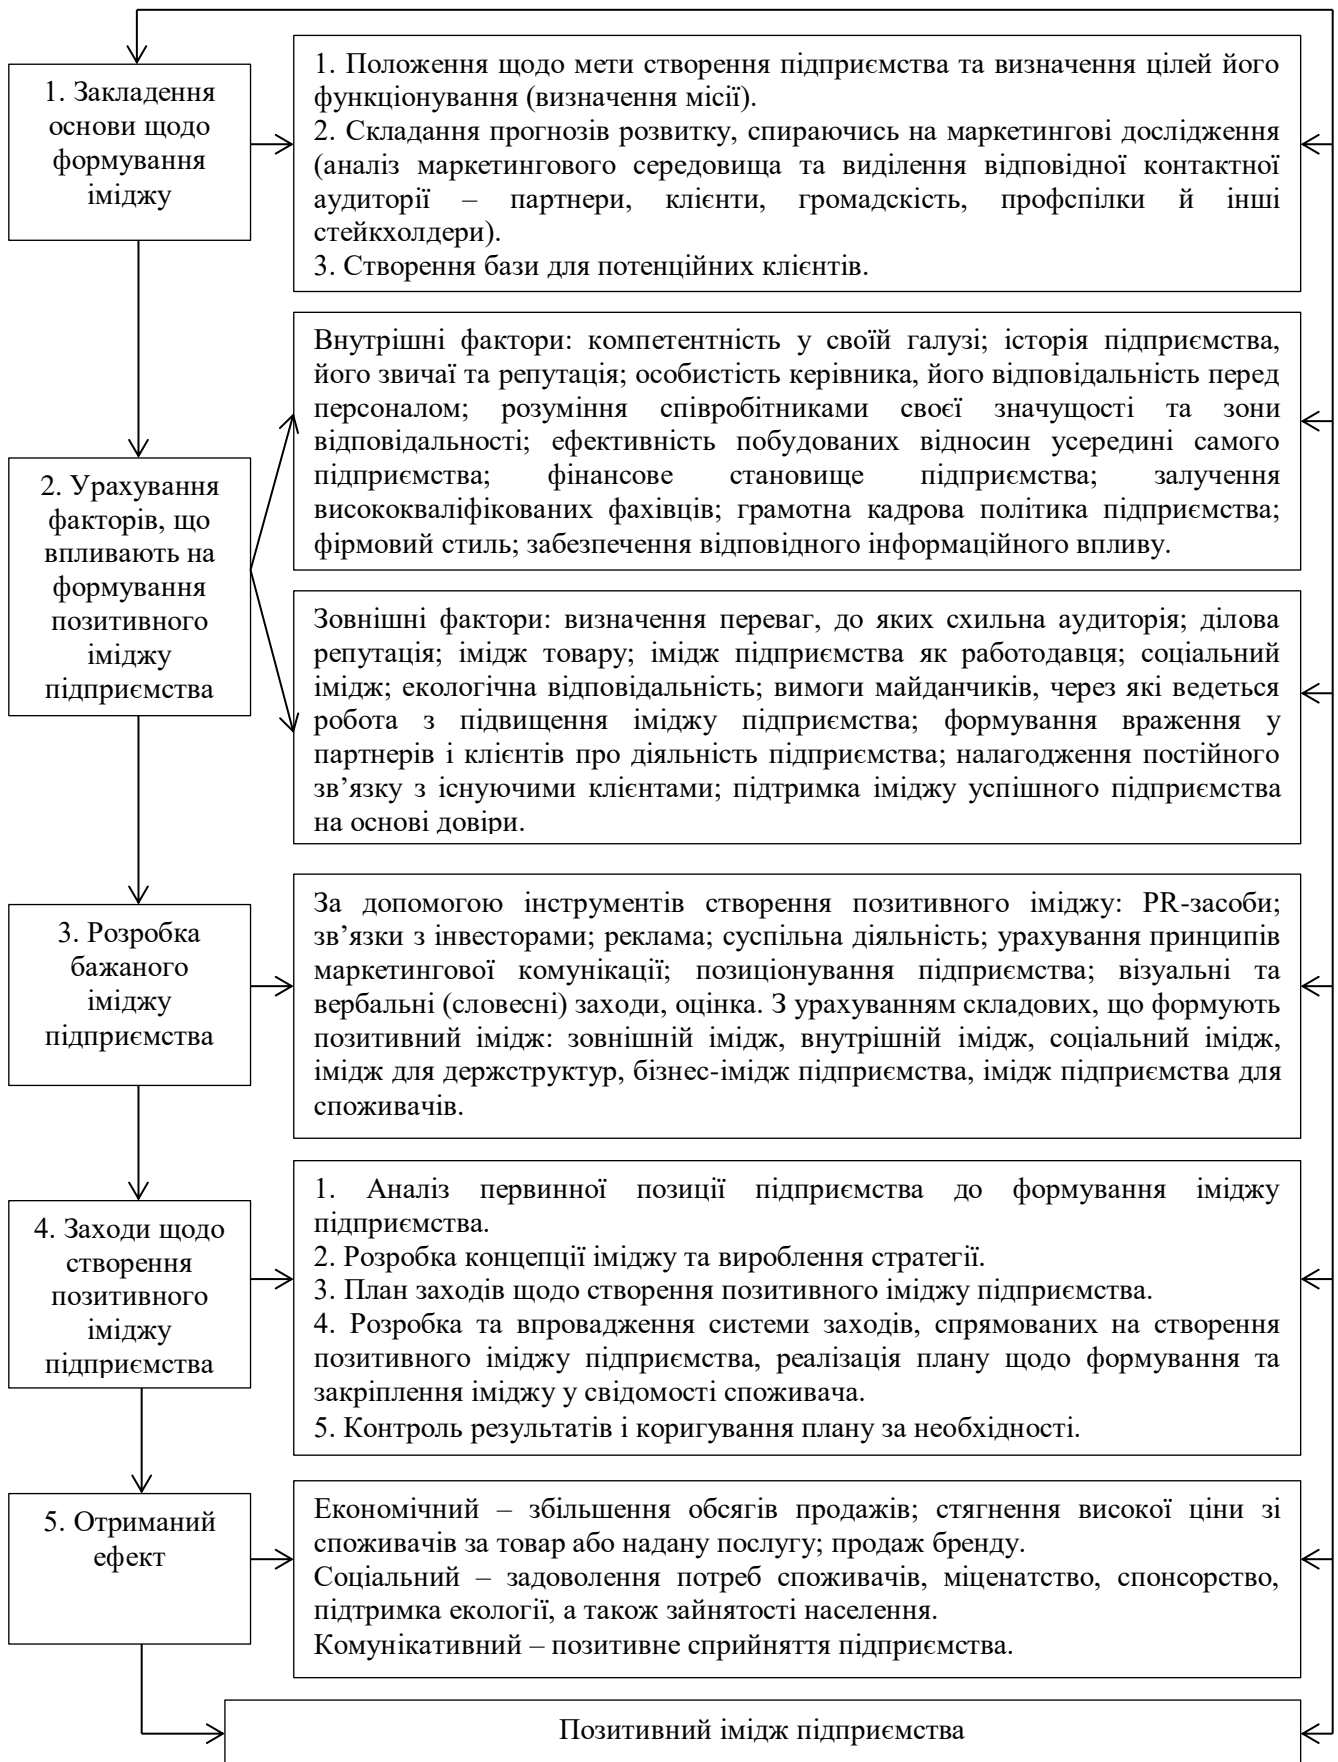 1. Закладення
основи щодо
формування
іміджу
1. Положення щодо мети створення підприємства та визначення цілей його
функціонування (визначення місії).
2. Складання прогнозів розвитку, спираючись на маркетингові дослідження
(аналіз маркетингового середовища та виділення відповідної контактної
аудиторії – партнери, клієнти, громадскість, профспілки й інші
стейкхолдери).
3. Створення бази для потенційних клієнтів.
2. Урахування
факторів, що
впливають на
формування
позитивного
іміджу
підприємства
Внутрішні фактори: компетентність у своїй галузі; історія підприємства,
його звичаї та репутація; особистість керівника, його відповідальність перед
персоналом; розуміння співробітниками своєї значущості та зони
відповідальності; ефективність побудованих відносин усередині самого
підприємства; фінансове становище підприємства; залучення
висококваліфікованих фахівців; грамотна кадрова політика підприємства;
фірмовий стиль; забезпечення відповідного інформаційного впливу.
Зовнішні фактори: визначення переваг, до яких схильна аудиторія; ділова
репутація; імідж товару; імідж підприємства як работодавця; соціальний
імідж; екологічна відповідальність; вимоги майданчиків, через які ведеться
робота з підвищення іміджу підприємства; формування враження у
партнерів і клієнтів про діяльність підприємства; налагодження постійного
зв’язку з існуючими клієнтами; підтримка іміджу успішного підприємства
на основі довіри.
3. Розробка
бажаного
іміджу
підприємства
За допомогою інструментів створення позитивного іміджу: PR-засоби;
зв’язки з інвесторами; реклама; суспільна діяльність; урахування принципів
маркетингової комунікації; позиціонування підприємства; візуальні та
вербальні (словесні) заходи, оцінка. З урахуванням складових, що формують
позитивний імідж: зовнішній імідж, внутрішній імідж, соціальний імідж,
імідж для держструктур, бізнес-імідж підприємства, імідж підприємства для
споживачів.
4. Заходи щодо
створення
позитивного
іміджу
підприємства
1. Аналіз первинної позиції підприємства до формування іміджу
підприємства.
2. Розробка концепції іміджу та вироблення стратегії.
3. План заходів щодо створення позитивного іміджу підприємства.
4. Розробка та впровадження системи заходів, спрямованих на створення
позитивного іміджу підприємства, реалізація плану щодо формування та
закріплення іміджу у свідомості споживача.
5. Контроль результатів і коригування плану за необхідності.
5. Отриманий
ефект
Економічний – збільшення обсягів продажів; стягнення високої ціни зі
споживачів за товар або надану послугу; продаж бренду.
Соціальний – задоволення потреб споживачів, міценатство, спонсорство,
підтримка екології, а також зайнятості населення.
Комунікативний – позитивне сприйняття підприємства.
Позитивний імідж підприємства